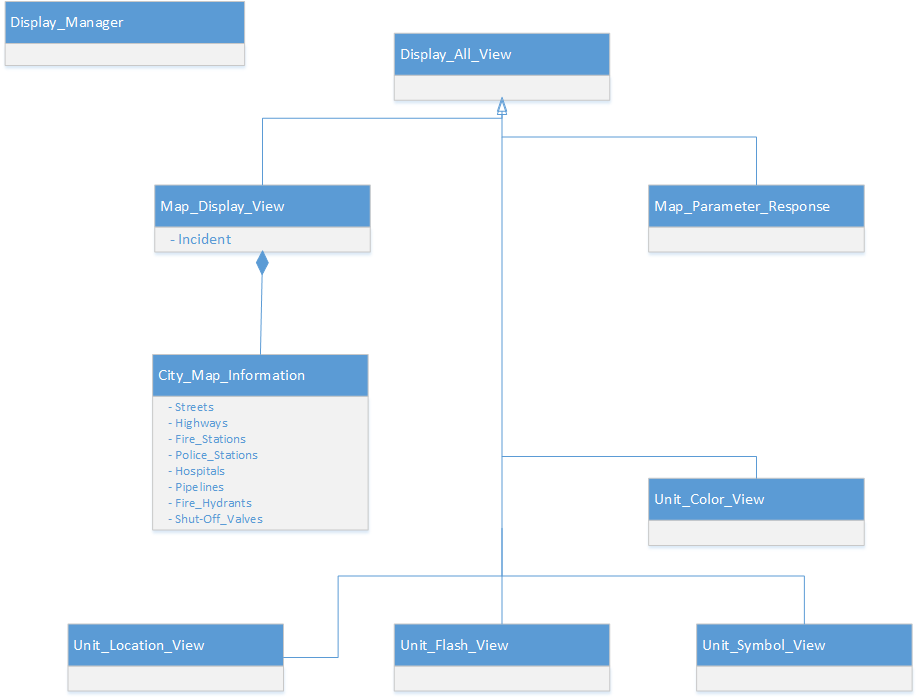 Display_Manager
Display_All_View
Map_Display_View
- Incident
Map_Parameter_Response
City_Map_Information
- Streets
- Highways
- Fire_Stations
- Police_Stations
- Hospitals
- Pipelines
- Fire_Hydrants
- Shut-Off_Valves
Unit_Color_View
Unit_Location_View
Unit_Flash_View
Unit_Symbol_View